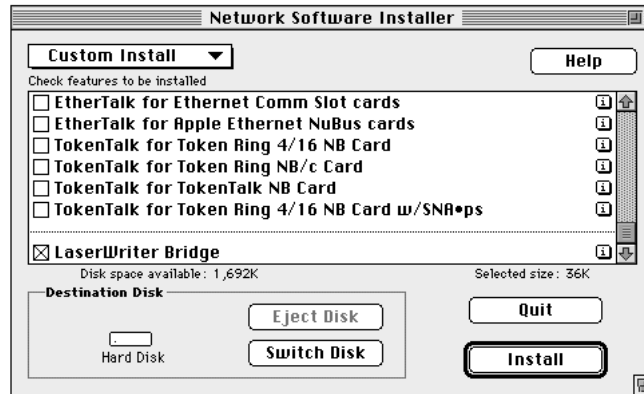 Network Software Installer
Custom Install
Help
Check features to be installed
EtherTalk for Ethernet Comm Slot cards
EtherTalk for Apple Ethernet NuBus cards
TokenTalk for Token Ring 4/16 NB Card
TokenTalk for Token Ring NB/c Card
TokenTalk for TokenTalk NB Card
TokenTalk for Token Ring 4/16 NB Card w/SNA•ps
LaserWriter Bridge
Disk space available: 1,692K
Selected size: 36K
Destination Disk
Eject Disk
Quit
Hard Disk
Switch Disk
Install